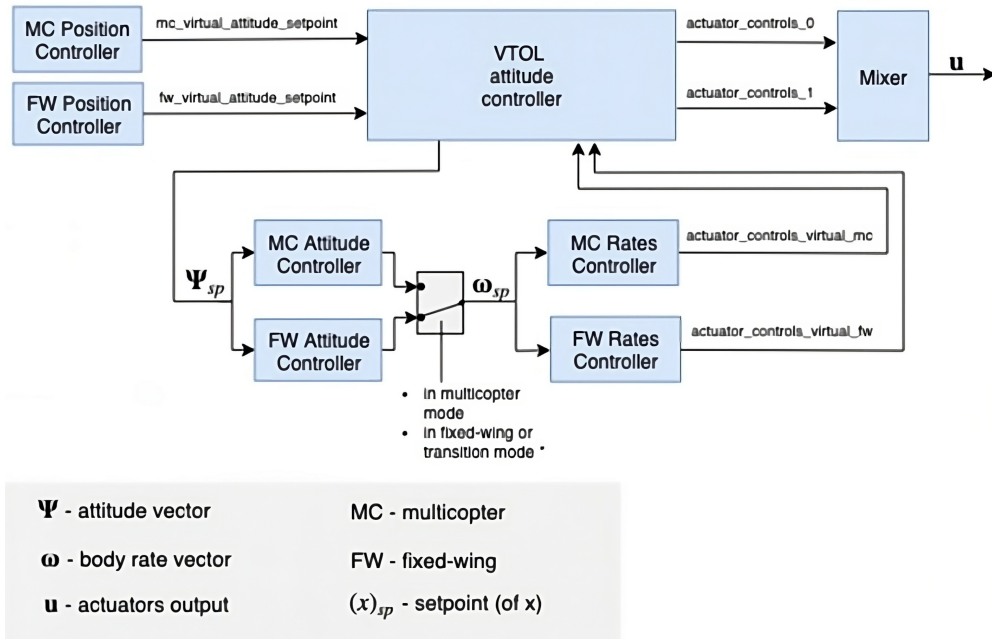 MC Position
Controller
mc_virtual_attitude_setpoint
FW Position
Controller
fw_virtual_attitude_setpoint
VTOL
attitude
controller
actuator_controls_0
actuator_controls_1
Mixer
u
Ψsp
MC Attitude
Controller
FW Attitude
Controller
ωsp
MC Rates
Controller
FW Rates
Controller
actuator_controls_virtual_mc
actuator_controls_virtual_fw
• in multicopter
mode
• in fixed-wing or
transition mode *
Ψ - attitude vector
MC - multicopter
ω - body rate vector
FW - fixed-wing
u - actuators output
(x)sp - setpoint (of x)